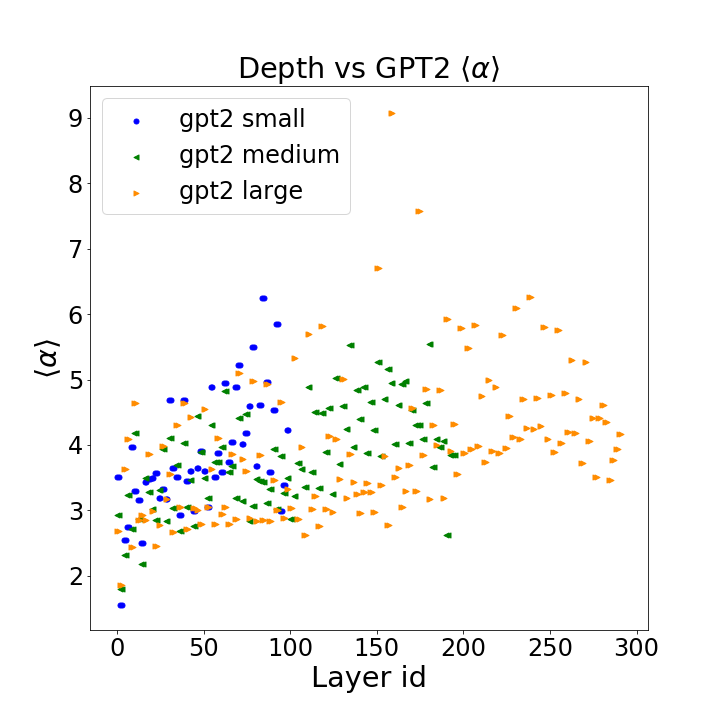 Depth vs GPT2 ⟨α⟩
gpt2 small
gpt2 medium
gpt2 large
9
8
7
6
5
4
3
2
⟨α⟩
0 50 100 150 200 250 300
Layer id